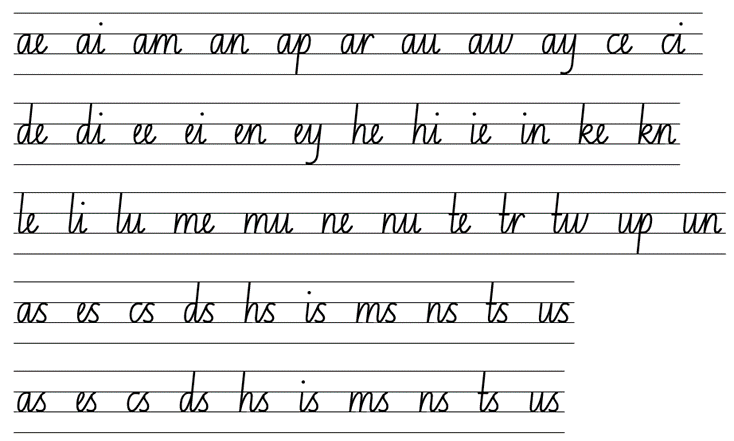 ae ai am an ap ar au aw ay ce ci
de di ee ei en ey he hi ie in ke kn
le li lu me mu ne nu te tr tw up un
as es cs ds hs is ms ns ts us
as es cs ds hs is ms ns ts us